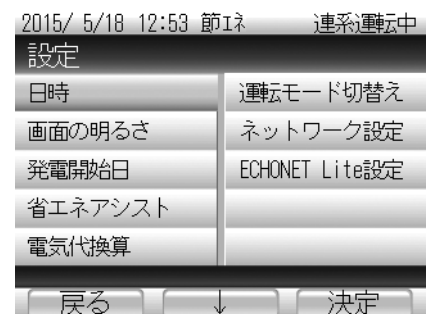 2015/ 5/18 12:53 節ｴﾈ 連系運転中
設定
日時
画面の明るさ
発電開始日
省エネアシスト
電気代換算
運転モード切替え
ネットワーク設定
ECHONET Lite設定
戻る ↓ 決定